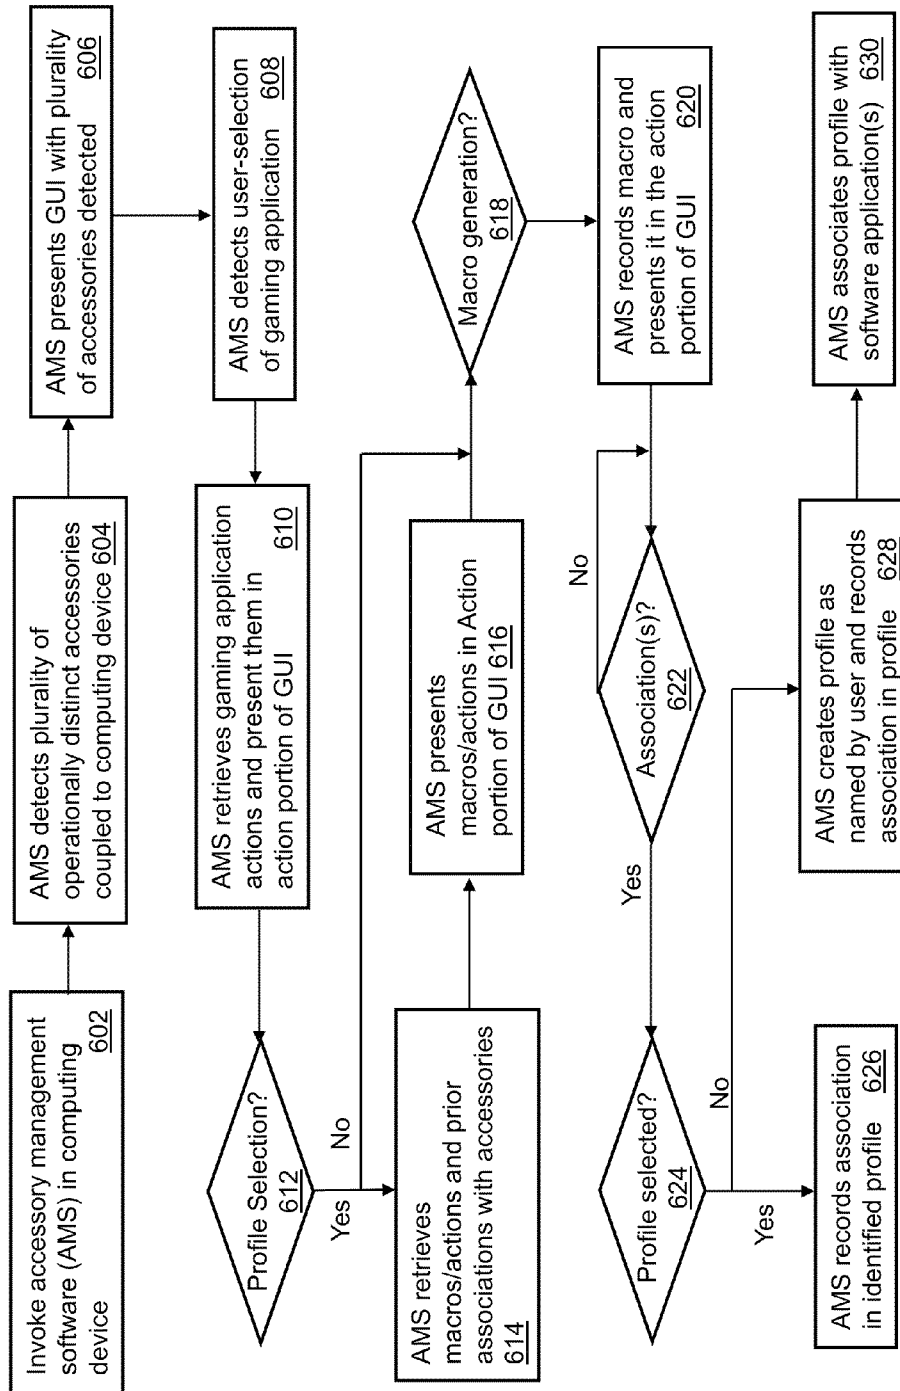 Invoke accessory management
software (AMS) in computing
device 602
AMS detects plurality of
operationally distinct accessories
coupled to computing device 604
AMS presents GUI with plurality
of accessories detected 606
AMS detects user-selection
of gaming application 608
AMS retrieves gaming application
actions and present them in
action portion of GUI 610
Profile Selection?
612
Yes
No
AMS retrieves
macros/actions and prior
associations with accessories
614
AMS presents
macros/actions in Action
portion of GUI 616
Macro generation?
618
AMS records macro and
presents it in the action
portion of GUI 620
Association(s)?
622
No
Yes
Profile selected?
624
Yes
No
AMS records association
in identified profile 626
AMS creates profile as
named by user and records
association in profile 628
AMS associates profile with
software application(s) 630